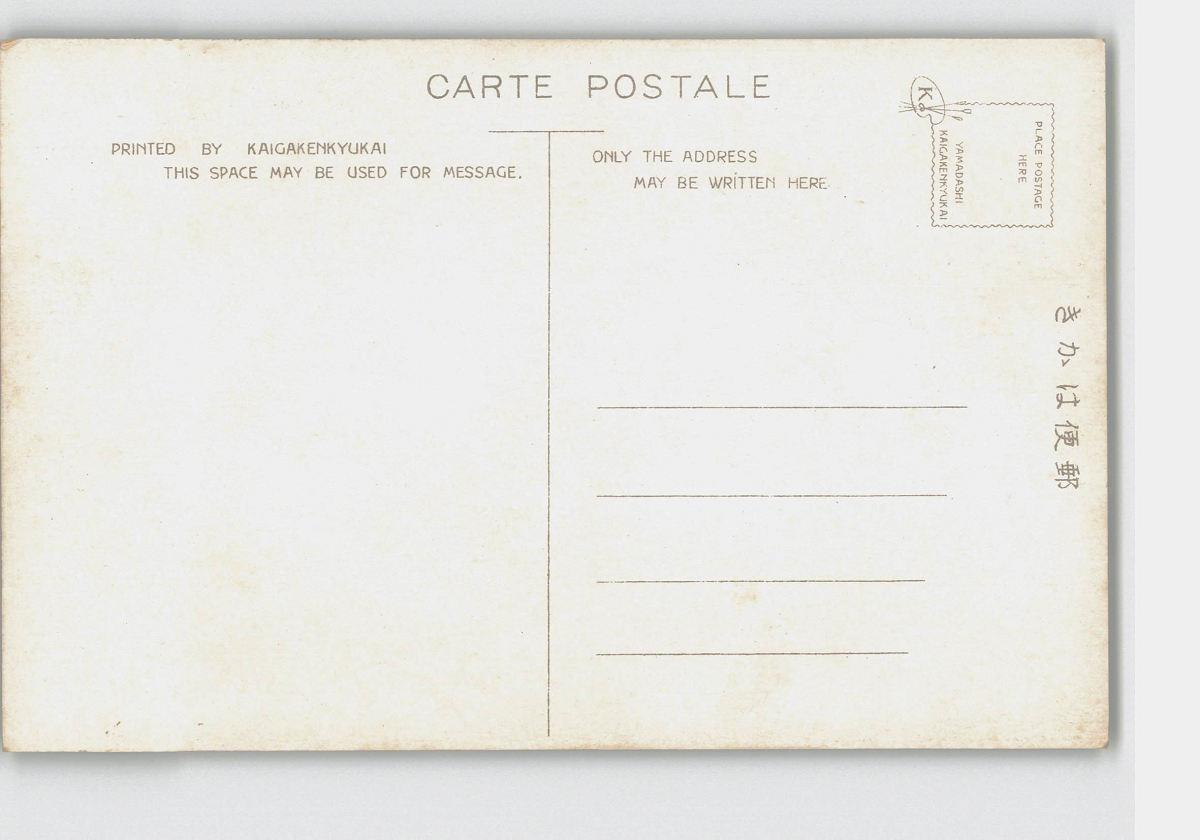 CARTE POSTALE
PRINTED BY KAIGAKENKYUKAI
THIS SPACE MAY BE USED FOR MESSAGE.
ONLY THE ADDRESS
MAY BE WRITTEN HERE
K
PLACE POSTAGE
HERE
YAMADASHI
KAIGAKENKYUKAI
きかは便郵